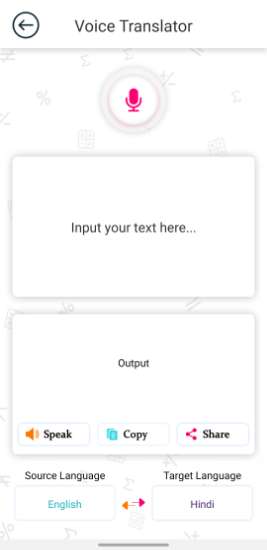 Voice Translator
Input your text here...
Output
Speak Copy Share
Source Language Target Language
English Hindi